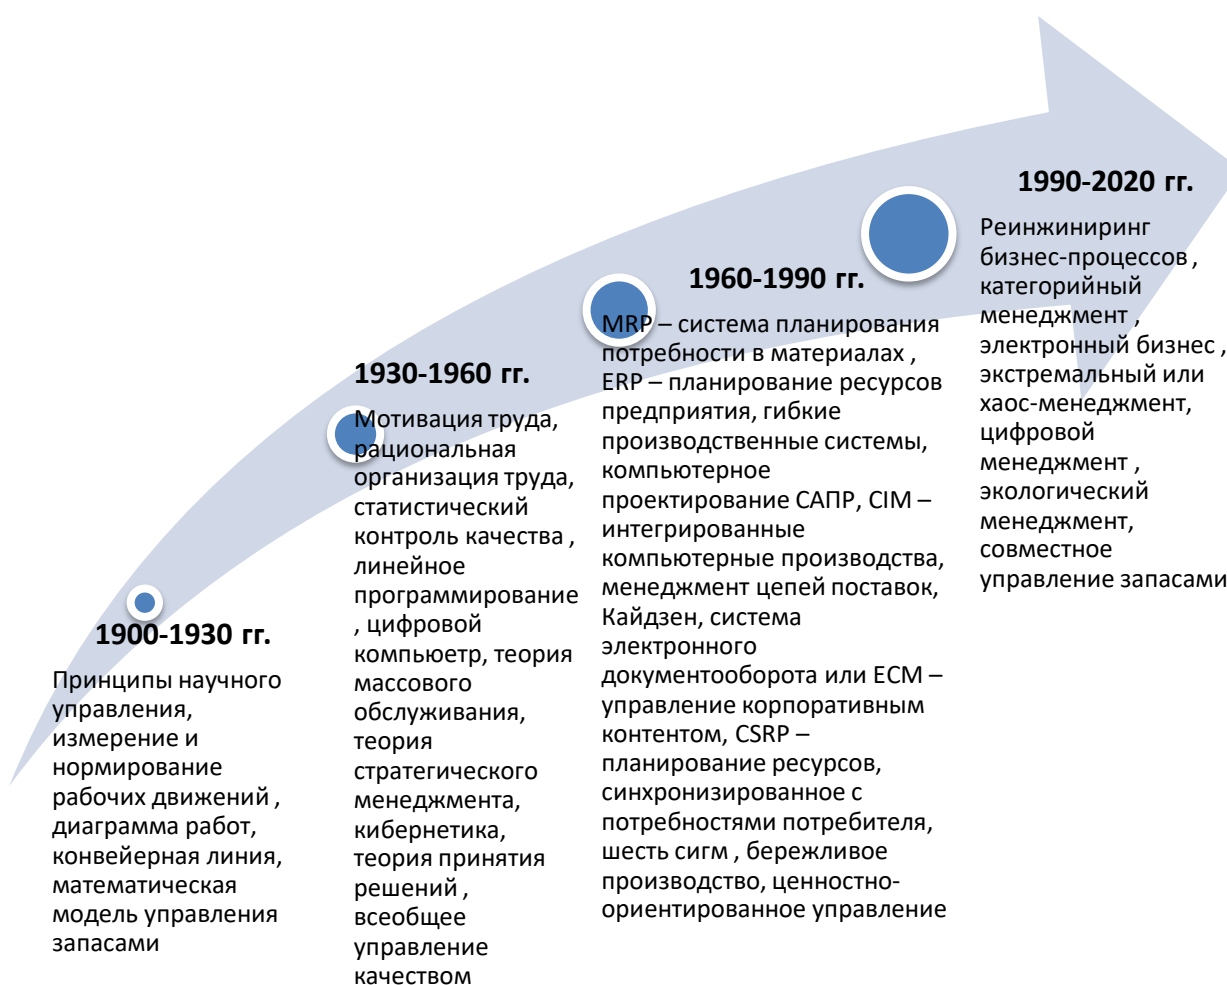 1900-1930 гг.
Принципы научного
управления,
измерение и
нормирование
рабочих движений ,
диаграмма работ,
конвейерная линия,
математическая
модель управления
запасами
1930-1960 гг.
Мотивация труда,
рациональная
организация труда,
статистический
контроль качества ,
линейное
программирование
, цифровой
компьюетр, теория
массового
обслуживания,
теория
стратегического
менеджмента,
кибернетика,
теория принятия
решений ,
всеобщее
управление
качеством
1960-1990 гг.
MRP – система планирования
потребности в материалах ,
ERP – планирование ресурсов
предприятия, гибкие
производственные системы,
компьютерное
проектирование САПР, CIM –
интегрированные
компьютерные производства,
менеджмент цепей поставок,
Кайдзен, система
электронного
документооборота или ECM –
управление корпоративным
контентом, CSRP –
планирование ресурсов,
синхронизированное с
потребностями потребителя,
шесть сигм , бережливое
производство, ценностно-
ориентированное управление
1990-2020 гг.
Реинжиниринг
бизнес-процессов ,
категорийный
менеджмент ,
электронный бизнес ,
экстремальный или
хаос-менеджмент,
цифровой
менеджмент ,
экологический
менеджмент,
совместное
управление запасами